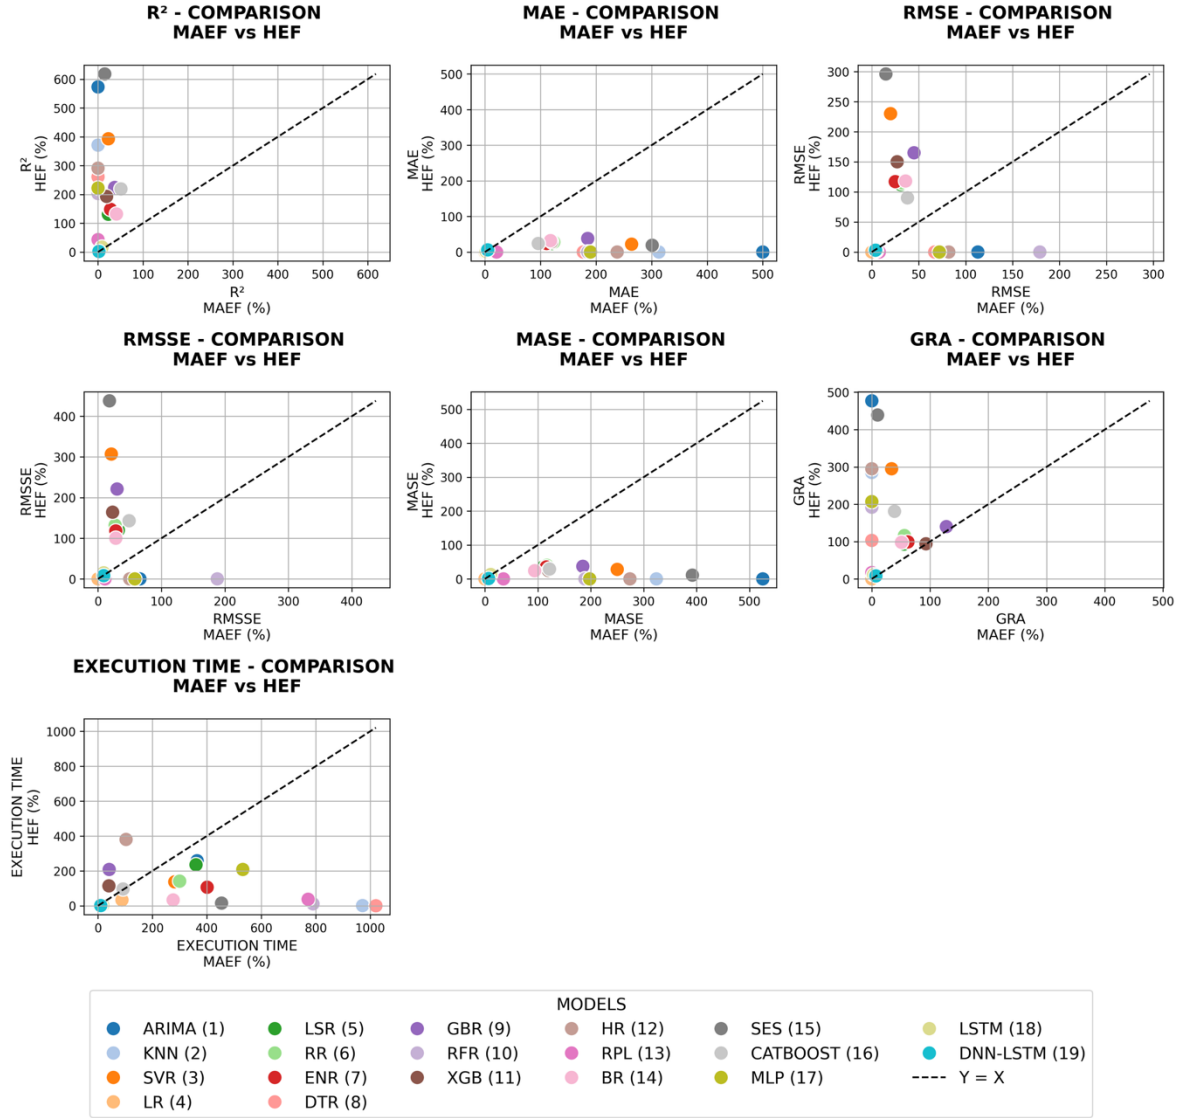 R² - COMPARISON
MAEF vs HEF
600
500
400
300
200
100
0
R²
HEF (%)
0 100 200 300 400 500 600
R²
MAEF (%)
MAE - COMPARISON
MAEF vs HEF
500
400
300
200
100
0
MAE
HEF (%)
0 100 200 300 400 500
MAE
MAEF (%)
RMSE - COMPARISON
MAEF vs HEF
300
250
200
150
100
50
0
RMSE
HEF (%)
0 50 100 150 200 250 300
RMSE
MAEF (%)
RMSSE - COMPARISON
MAEF vs HEF
400
300
200
100
0
RMSSE
HEF (%)
0 100 200 300 400
RMSSE
MAEF (%)
MASE - COMPARISON
MAEF vs HEF
500
400
300
200
100
0
MASE
HEF (%)
0 100 200 300 400 500
MASE
MAEF (%)
GRA - COMPARISON
MAEF vs HEF
500
400
300
200
100
0
GRA
HEF (%)
0 100 200 300 400 500
GRA
MAEF (%)
EXECUTION TIME - COMPARISON
MAEF vs HEF
1000
800
600
400
200
0
EXECUTION TIME
HEF (%)
0 200 400 600 800 1000
EXECUTION TIME
MAEF (%)
MODELS
ARIMA (1) LSR (5) GBR (9) HR (12) SES (15) LSTM (18)
KNN (2) RR (6) RFR (10) RPL (13) CATBOOST (16) DNN-LSTM (19)
SVR (3) ENR (7) XGB (11) BR (14) MLP (17) Y = X
LR (4) DTR (8)